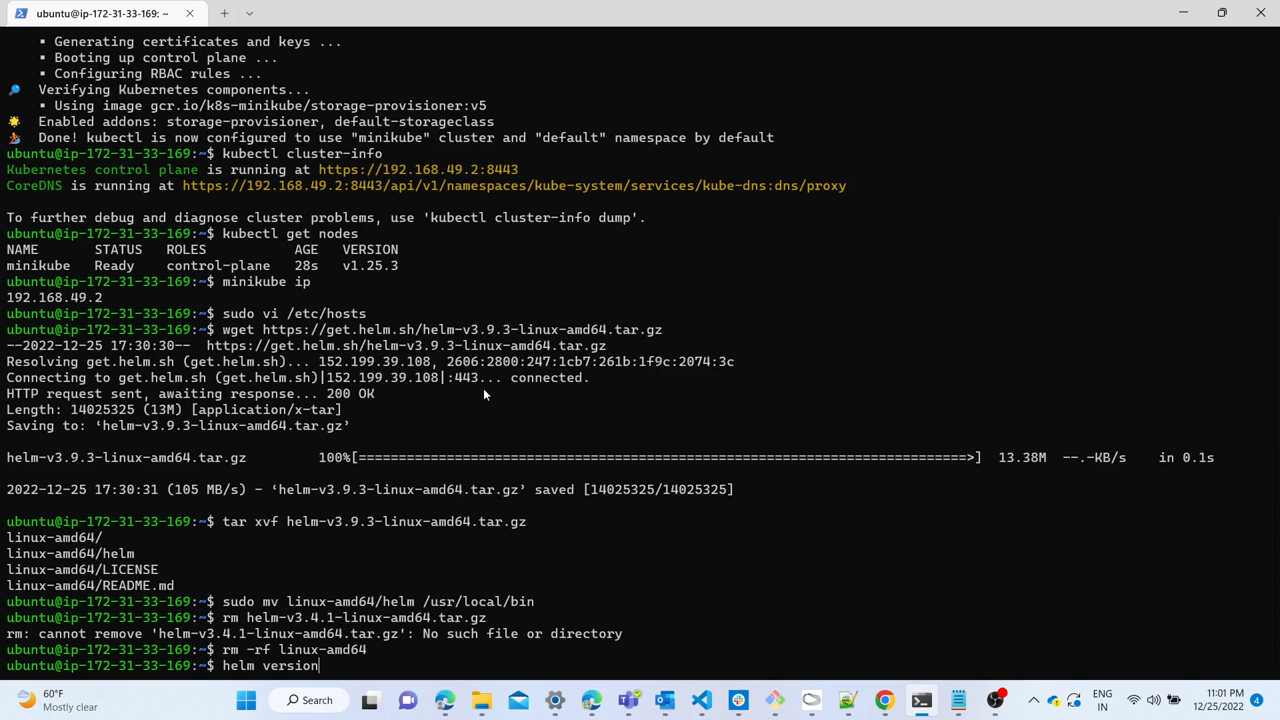 ubuntu@ip-172-31-33-169: ~
▪ Generating certificates and keys ...
▪ Booting up control plane ...
▪ Configuring RBAC rules ...
🔎  Verifying Kubernetes components...
▪ Using image gcr.io/k8s-minikube/storage-provisioner:v5
🌟  Enabled addons: storage-provisioner, default-storageclass
🏄  Done! kubectl is now configured to use "minikube" cluster and "default" namespace by default
ubuntu@ip-172-31-33-169:~$ kubectl cluster-info
Kubernetes control plane is running at https://192.168.49.2:8443
CoreDNS is running at https://192.168.49.2:8443/api/v1/namespaces/kube-system/services/kube-dns:dns/proxy
To further debug and diagnose cluster problems, use 'kubectl cluster-info dump'.
ubuntu@ip-172-31-33-169:~$ kubectl get nodes
NAME       STATUS   ROLES           AGE   VERSION
minikube   Ready    control-plane   28s   v1.25.3
ubuntu@ip-172-31-33-169:~$ minikube ip
192.168.49.2
ubuntu@ip-172-31-33-169:~$ sudo vi /etc/hosts
ubuntu@ip-172-31-33-169:~$ wget https://get.helm.sh/helm-v3.9.3-linux-amd64.tar.gz
--2022-12-25 17:30:30--  https://get.helm.sh/helm-v3.9.3-linux-amd64.tar.gz
Resolving get.helm.sh (get.helm.sh)... 152.199.39.108, 2606:2800:247:1cb7:261b:1f9c:2074:3c
Connecting to get.helm.sh (get.helm.sh)|152.199.39.108|:443... connected.
HTTP request sent, awaiting response... 200 OK
Length: 14025325 (13M) [application/x-tar]
Saving to: ‘helm-v3.9.3-linux-amd64.tar.gz’
helm-v3.9.3-linux-amd64.tar.gz         100%[============================================================================>]  13.38M  --.-KB/s    in 0.1s
2022-12-25 17:30:31 (105 MB/s) - ‘helm-v3.9.3-linux-amd64.tar.gz’ saved [14025325/14025325]
ubuntu@ip-172-31-33-169:~$ tar xvf helm-v3.9.3-linux-amd64.tar.gz
linux-amd64/
linux-amd64/helm
linux-amd64/LICENSE
linux-amd64/README.md
ubuntu@ip-172-31-33-169:~$ sudo mv linux-amd64/helm /usr/local/bin
ubuntu@ip-172-31-33-169:~$ rm helm-v3.4.1-linux-amd64.tar.gz
rm: cannot remove 'helm-v3.4.1-linux-amd64.tar.gz': No such file or directory
ubuntu@ip-172-31-33-169:~$ rm -rf linux-amd64
ubuntu@ip-172-31-33-169:~$ helm version
60°F
Mostly clear
Search
ENG
IN
11:01 PM
12/25/2022
4